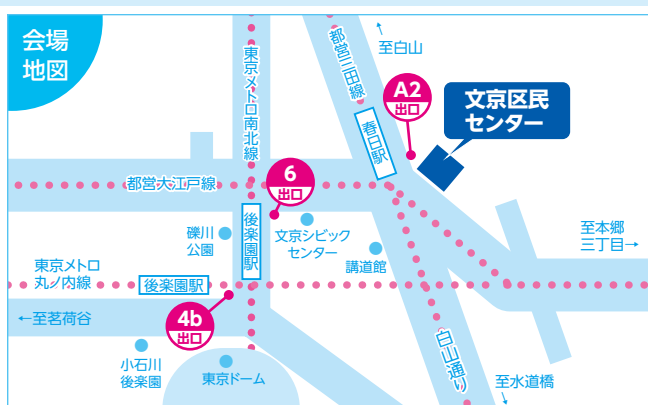 会場
地図
東京メトロ南北線
都営三田線
↑至白山
A2
出口
文京区民
センター
春日駅
都営大江戸線
6
出口
後楽園駅
礫川
公園
文京シビック
センター
講道館
至本郷
三丁目→
東京メトロ
丸ノ内線
後楽園駅
←至茗荷谷
4b
出口
小石川
後楽園
東京ドーム
白山通り
至水道橋
↓